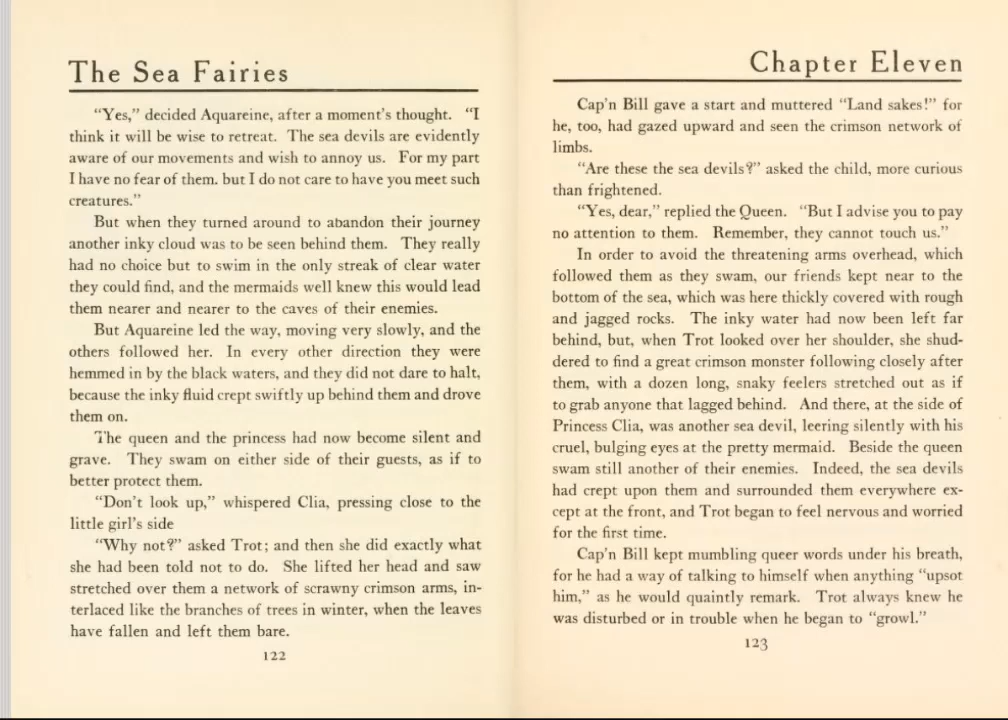 The Sea Fairies
"Yes," decided Aquareine, after a moment's thought. "I
think it will be wise to retreat. The sea devils are evidently
aware of our movements and wish to annoy us. For my part
I have no fear of them. but I do not care to have you meet such
creatures."
But when they turned around to abandon their journey
another inky cloud was to be seen behind them. They really
had no choice but to swim in the only streak of clear water
they could find, and the mermaids well knew this would lead
them nearer and nearer to the caves of their enemies.
But Aquareine led the way, moving very slowly, and the
others followed her. In every other direction they were
hemmed in by the black waters, and they did not dare to halt,
because the inky fluid crept swiftly up behind them and drove
them on.
The queen and the princess had now become silent and
grave. They swam on either side of their guests, as if to
better protect them.
"Don't look up," whispered Clia, pressing close to the
little girl's side
"Why not?" asked Trot; and then she did exactly what
she had been told not to do. She lifted her head and saw
stretched over them a network of scrawny crimson arms, in-
terlaced like the branches of trees in winter, when the leaves
have fallen and left them bare.
122
Chapter Eleven
Cap'n Bill gave a start and muttered "Land sakes!" for
he, too, had gazed upward and seen the crimson network of
limbs.
"Are these the sea devils?" asked the child, more curious
than frightened.
"Yes, dear," replied the Queen. "But I advise you to pay
no attention to them. Remember, they cannot touch us."
In order to avoid the threatening arms overhead, which
followed them as they swam, our friends kept near to the
bottom of the sea, which was here thickly covered with rough
and jagged rocks. The inky water had now been left far
behind, but, when Trot looked over her shoulder, she shud-
dered to find a great crimson monster following closely after
them, with a dozen long, snaky feelers stretched out as if
to grab anyone that lagged behind. And there, at the side of
Princess Clia, was another sea devil, leering silently with his
cruel, bulging eyes at the pretty mermaid. Beside the queen
swam still another of their enemies. Indeed, the sea devils
had crept upon them and surrounded them everywhere ex-
cept at the front, and Trot began to feel nervous and worried
for the first time.
Cap'n Bill kept mumbling queer words under his breath,
for he had a way of talking to himself when anything "upsot
him," as he would quaintly remark. Trot always knew he
was disturbed or in trouble when he began to "growl."
123